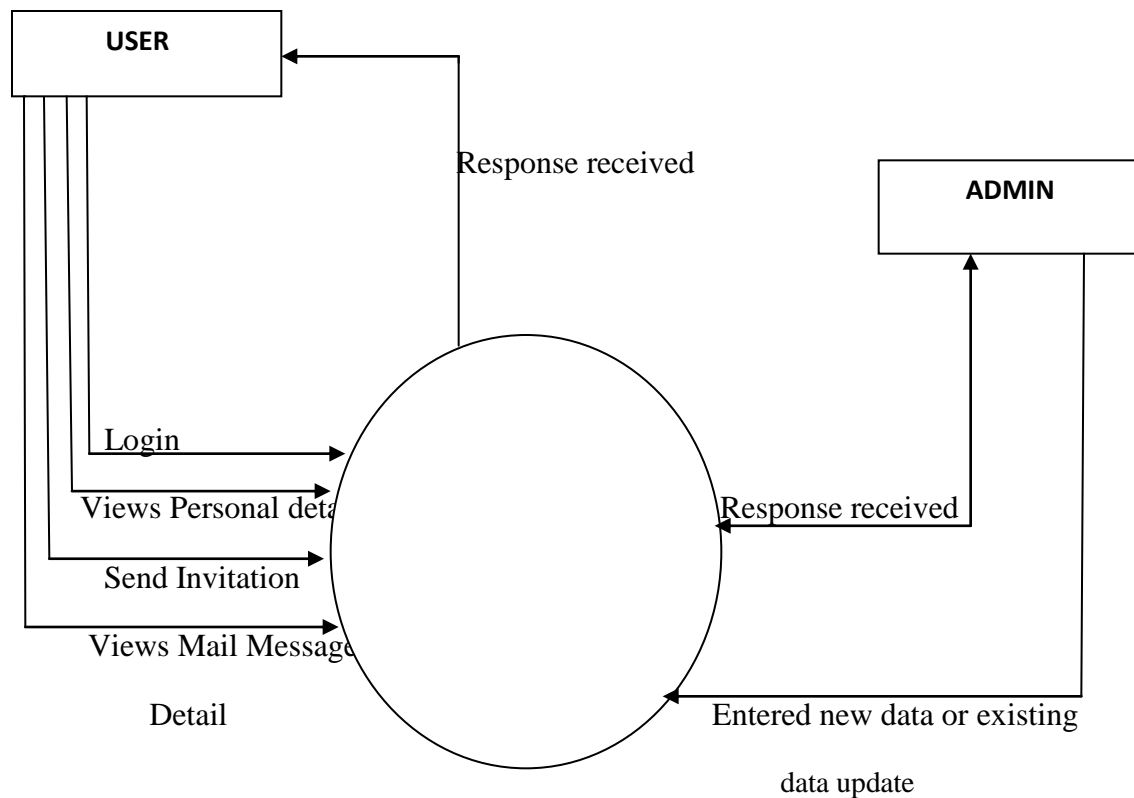 USER
Response received
ADMIN
Login
Views Personal deta
Response received
Send Invitation
Views Mail Message
Detail
Entered new data or existing
data update